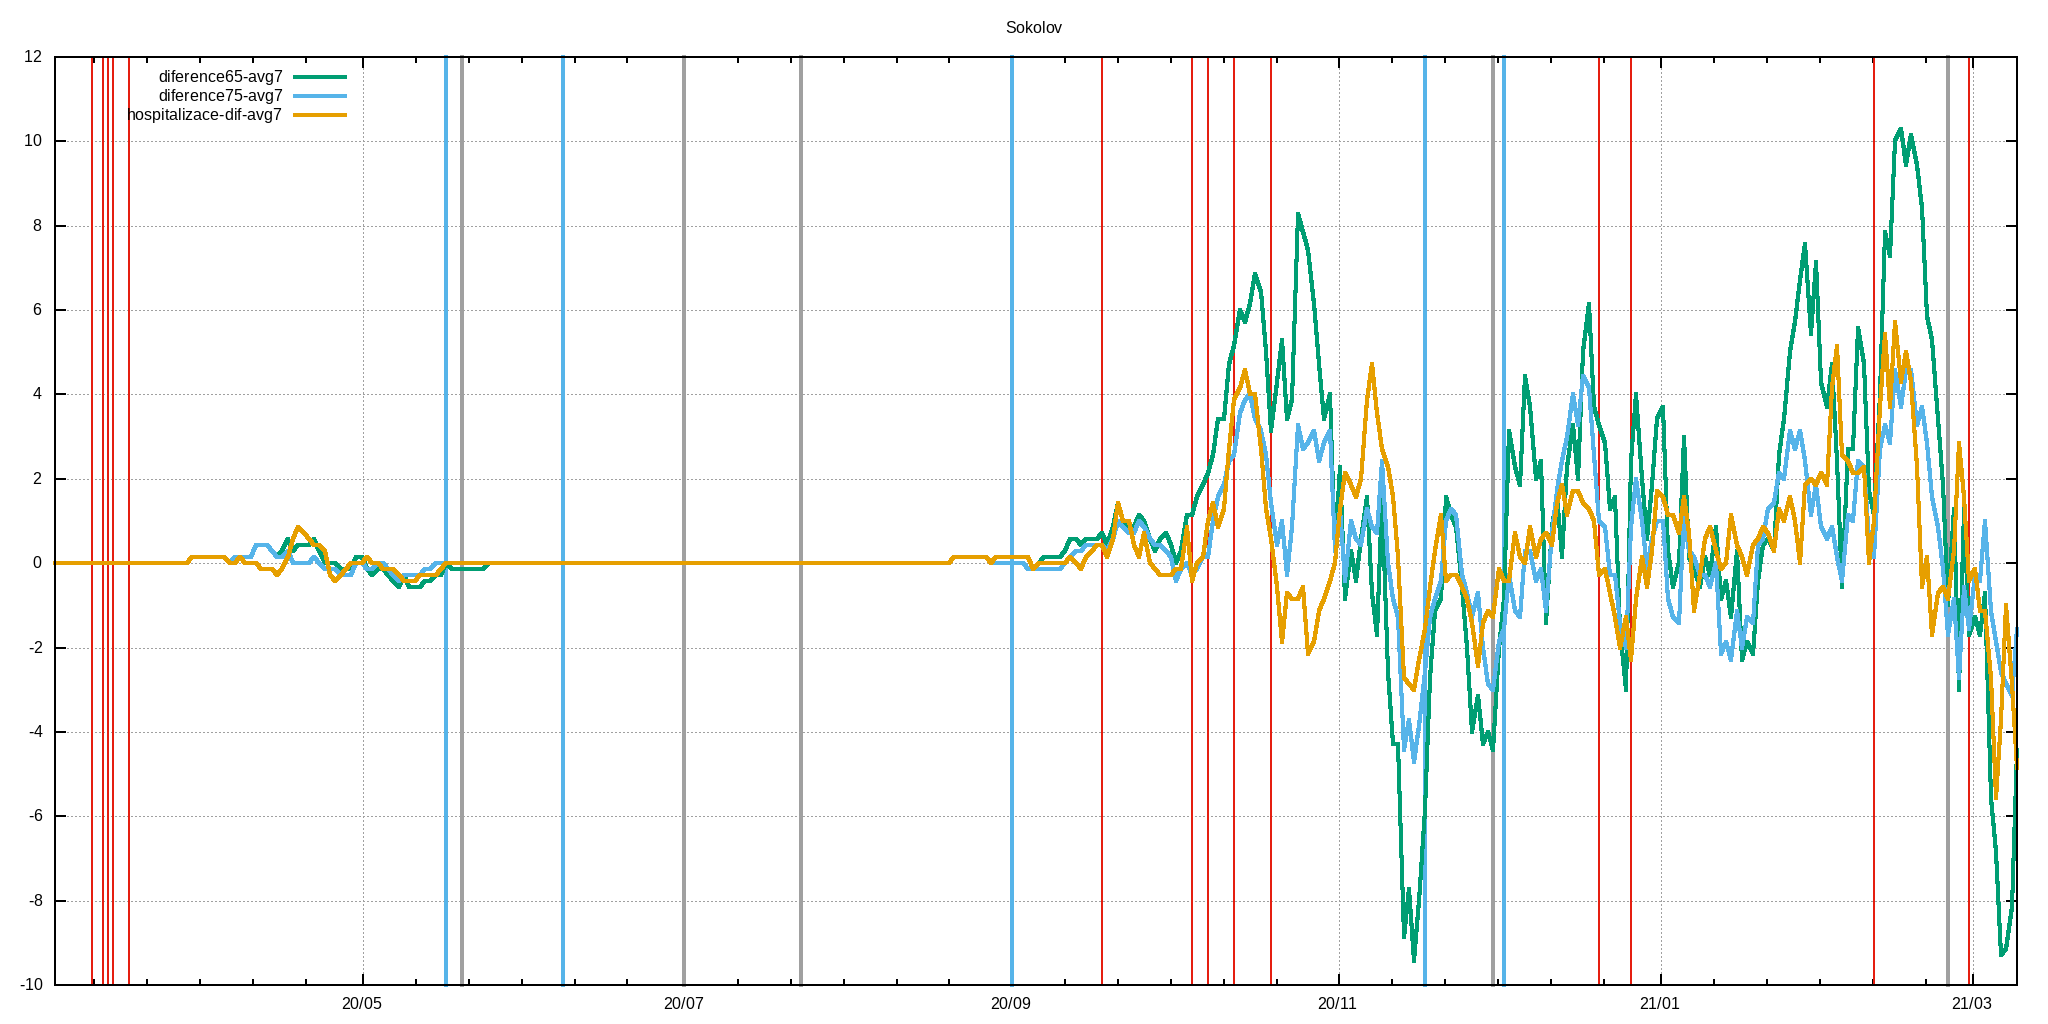 Sokolov
diference65-avg7
diference75-avg7
hospitalizace-dif-avg7
12
10
8
6
4
2
0
-2
-4
-6
-8
-10
20/05 20/07 20/09 20/11 21/01 21/03